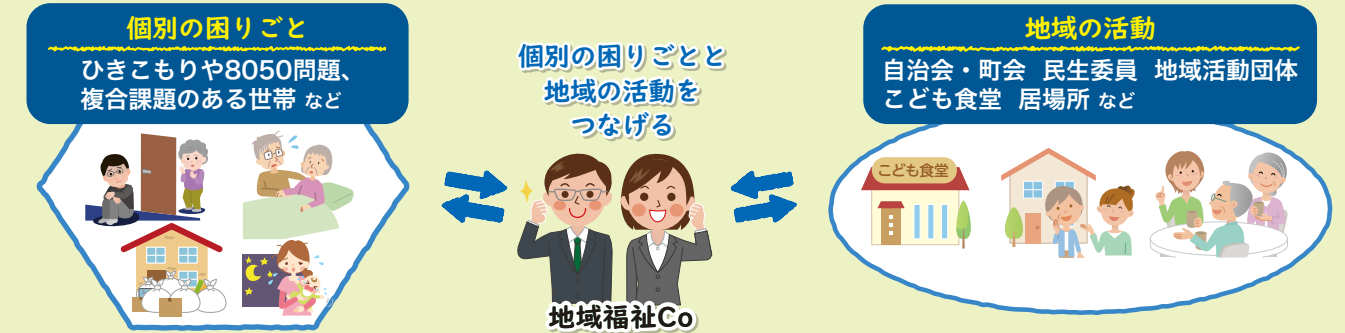 個別の困りごと
ひきこもりや8050問題、
複合課題のある世帯 など
個別の困りごとと
地域の活動を
つなげる
地域福祉Co
地域の活動
自治会・町会 民生委員 地域活動団体
こども食堂 居場所 など
こども食堂